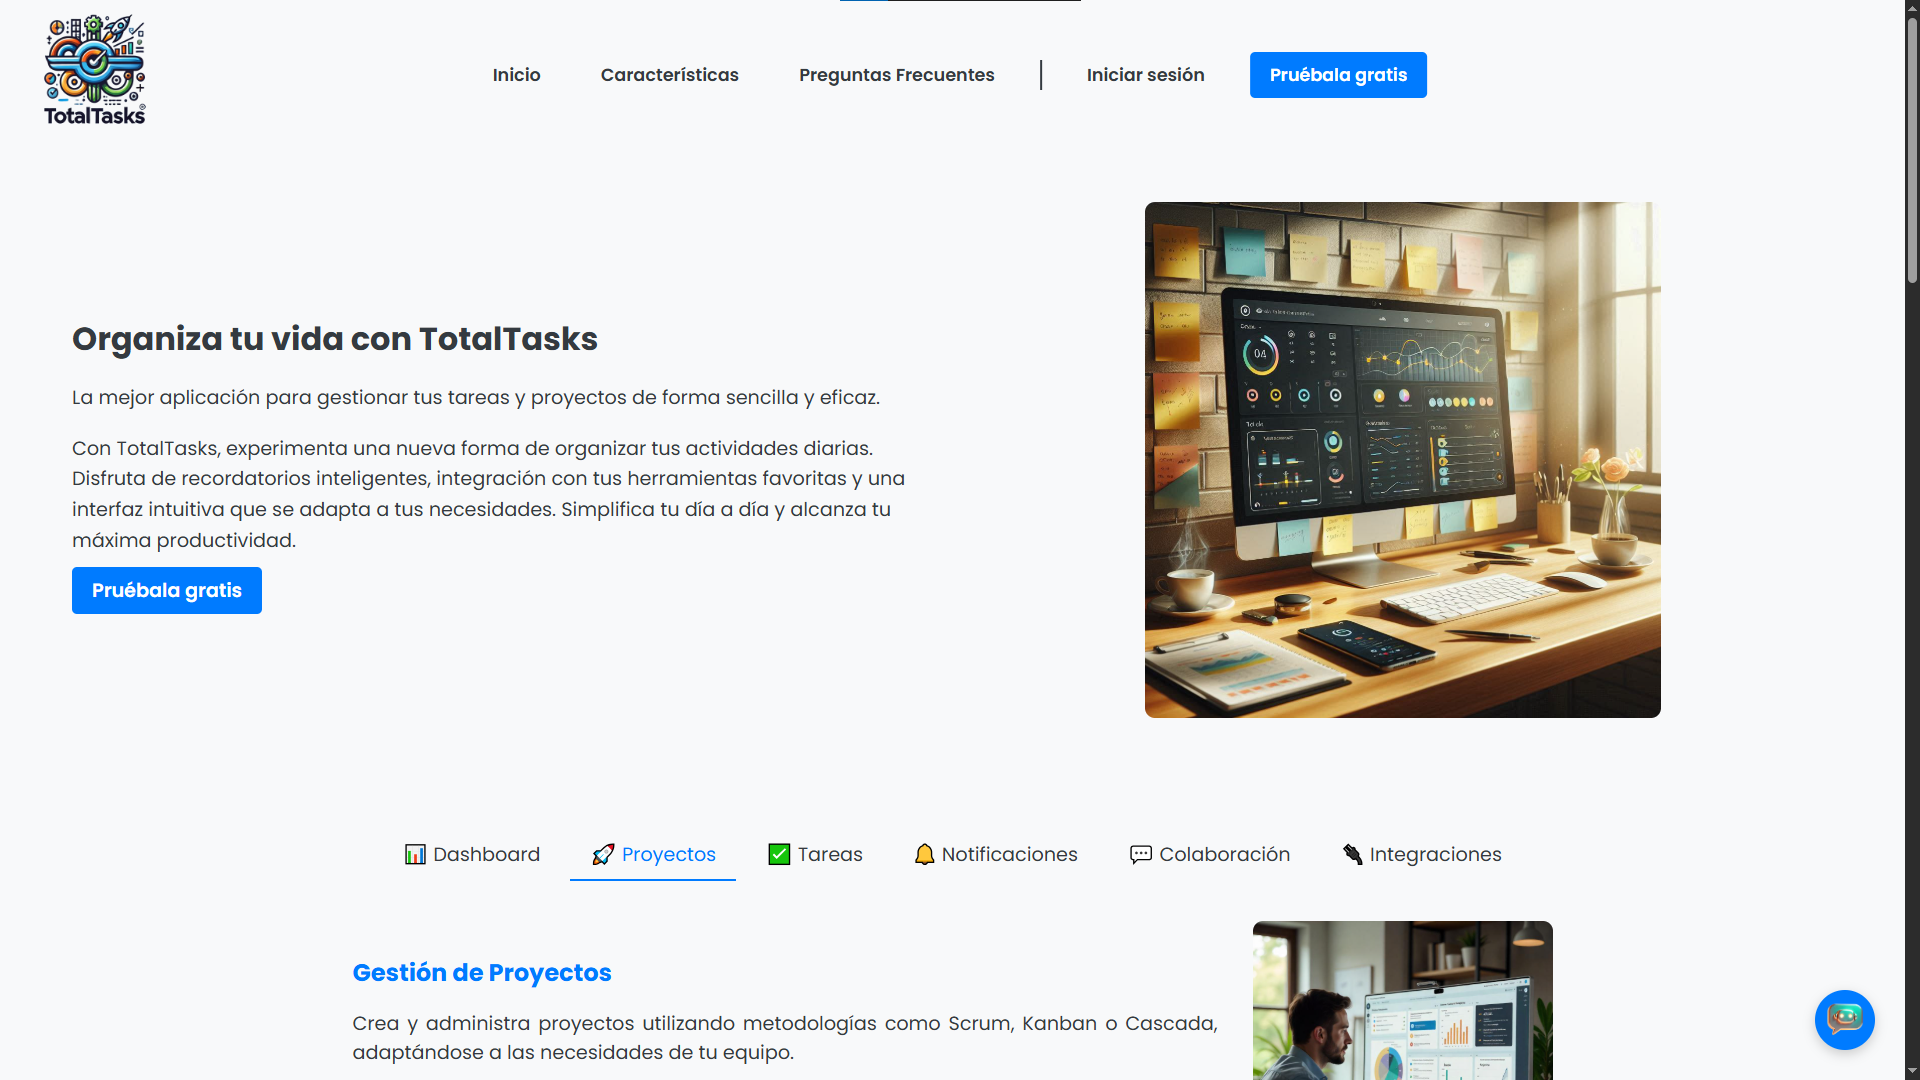 TotalTasks
Inicio
Características
Preguntas Frecuentes
Iniciar sesión
Pruébala gratis
Organiza tu vida con TotalTasks
La mejor aplicación para gestionar tus tareas y proyectos de forma sencilla y eficaz.
Con TotalTasks, experimenta una nueva forma de organizar tus actividades diarias.
Disfruta de recordatorios inteligentes, integración con tus herramientas favoritas y una
interfaz intuitiva que se adapta a tus necesidades. Simplifica tu día a día y alcanza tu
máxima productividad.
Pruébala gratis
Dashboard
Proyectos
Tareas
Notificaciones
Colaboración
Integraciones
Gestión de Proyectos
Crea y administra proyectos utilizando metodologías como Scrum, Kanban o Cascada,
adaptándose a las necesidades de tu equipo.